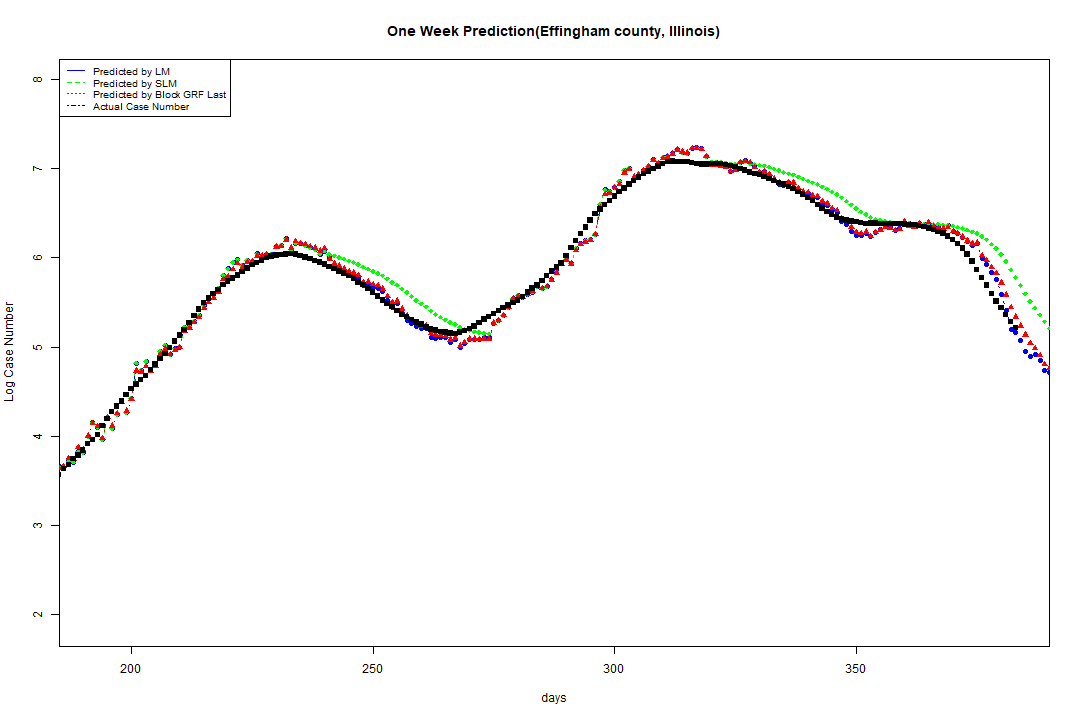 One Week Prediction(Effingham county, Illinois)
Predicted by LM
Predicted by SLM
Predicted by Block GRF Last
Actual Case Number
8
7
6
5
4
3
2
Log Case Number
200 250 300 350
days